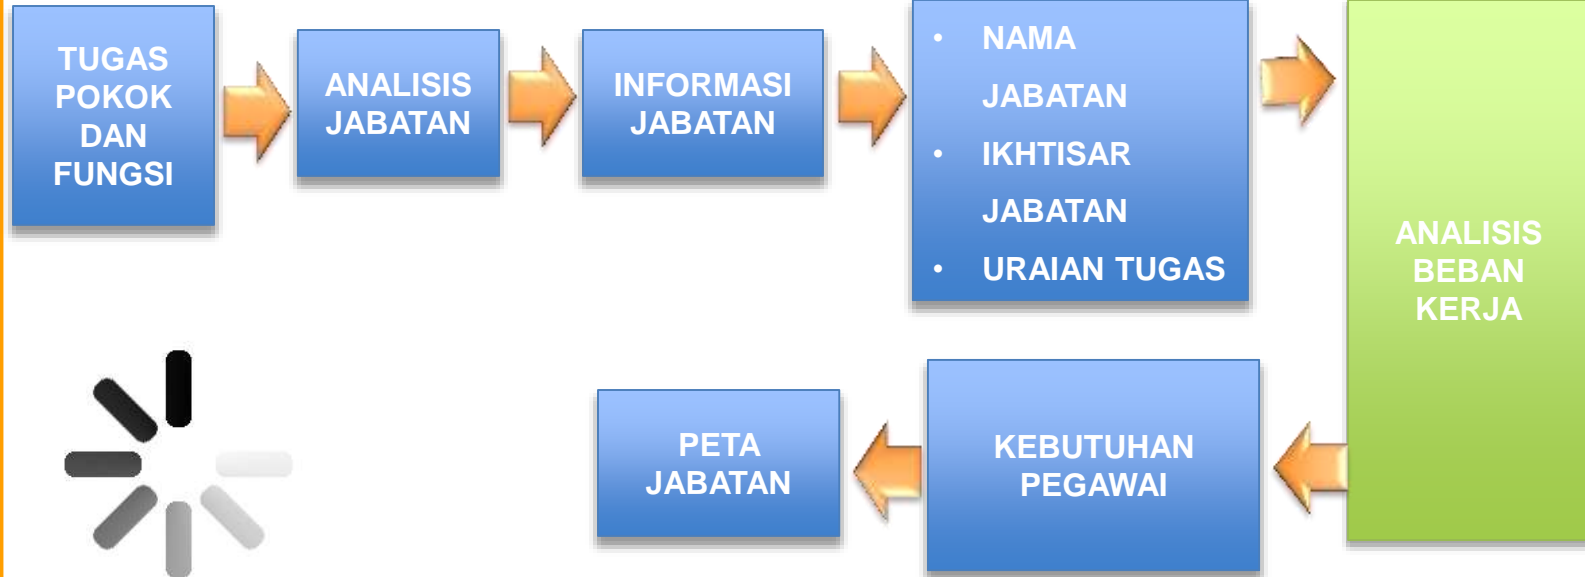 TUGAS
POKOK
DAN
FUNGSI
ANALISIS
JABATAN
INFORMASI
JABATAN
• NAMA
JABATAN
• IKHTISAR
JABATAN
• URAIAN TUGAS
ANALISIS
BEBAN
KERJA
KEBUTUHAN
PEGAWAI
PETA
JABATAN